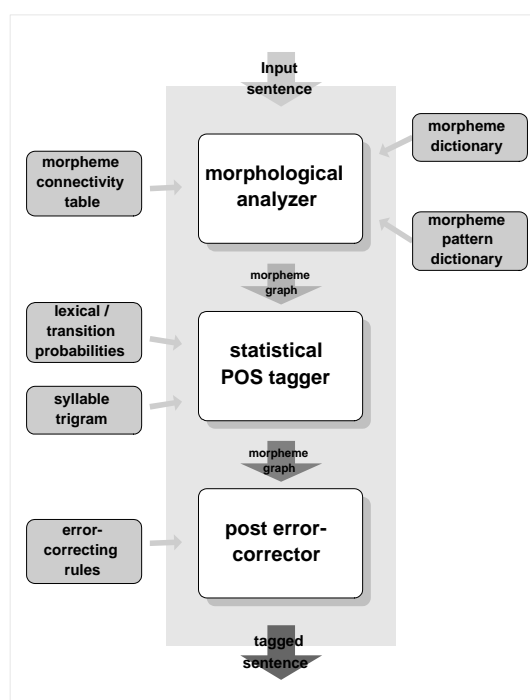 Input
sentence
morpheme
dictionary
morpheme
connectivity
table
morphological
analyzer
morpheme
pattern
dictionary
morpheme
graph
lexical /
transition
probabilities
statistical
POS tagger
syllable
trigram
morpheme
graph
error-
correcting
rules
post error-
corrector
tagged
sentence